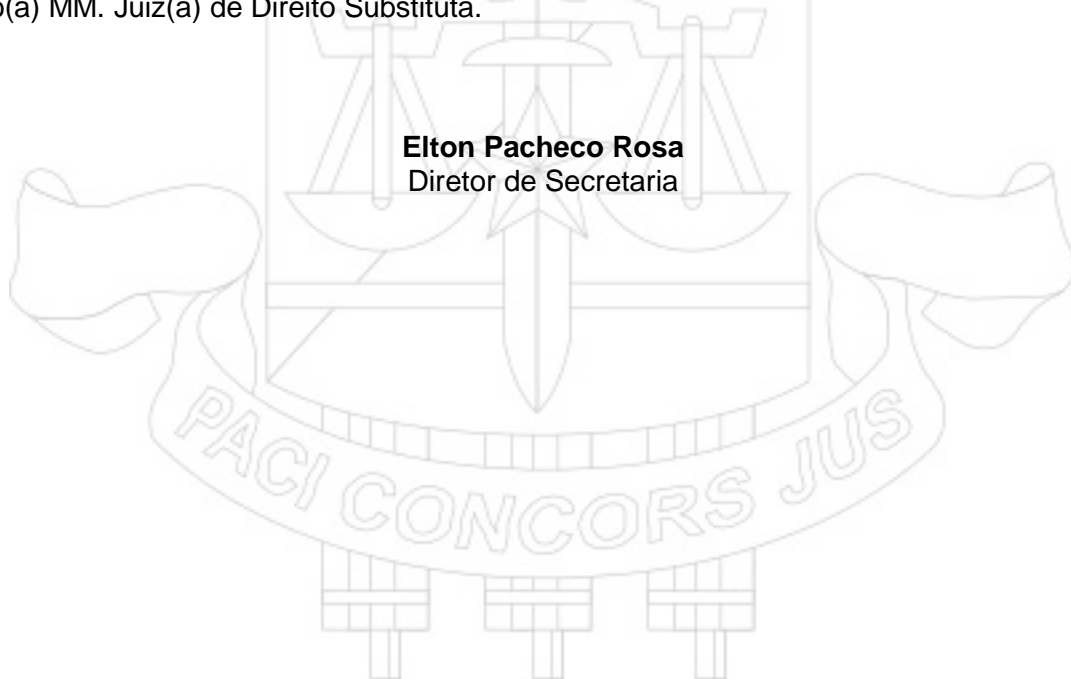 o(a) MM. Juiz(a) de Direito Substituta.
Elton Pacheco Rosa
Diretor de Secretaria
PACI CONCORS JUS